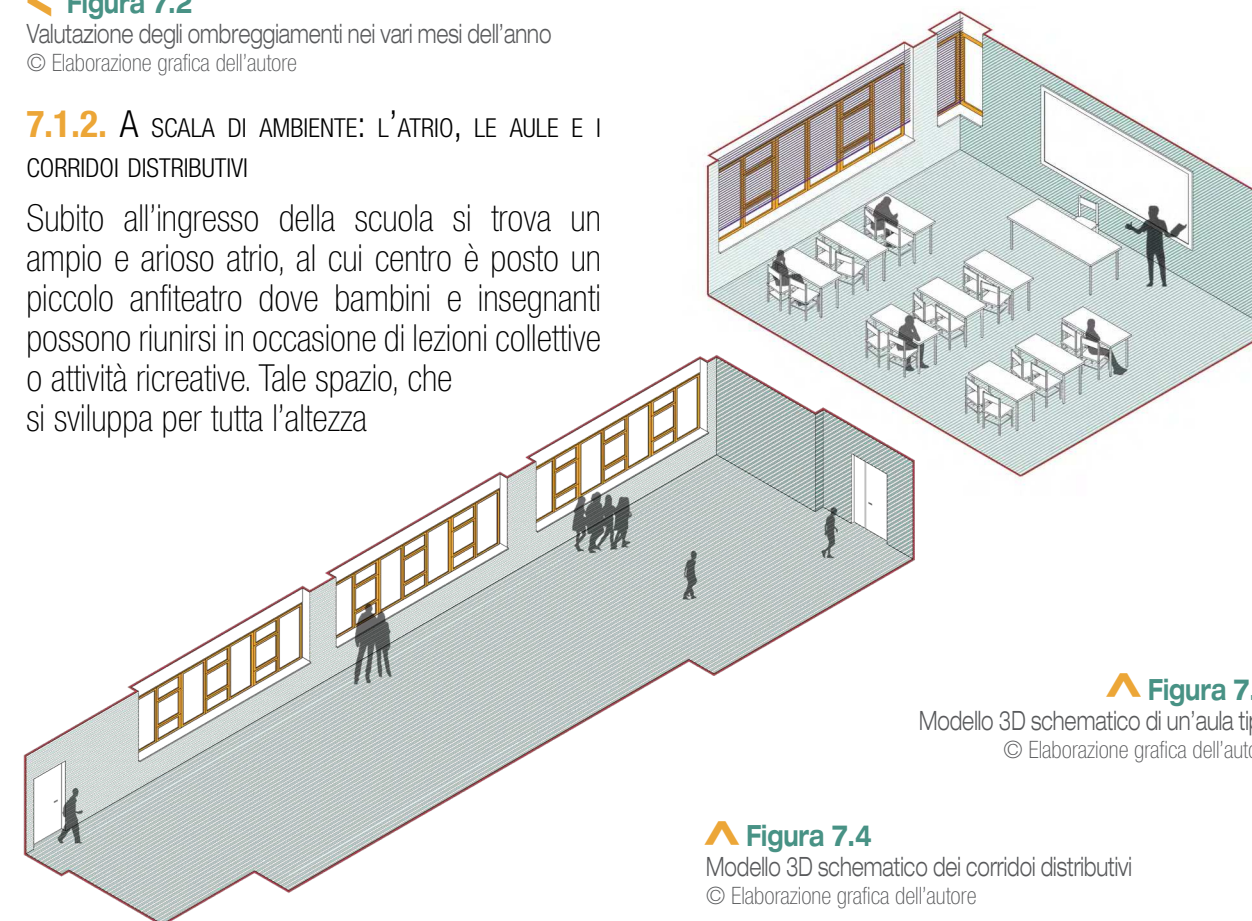 Figura 7.2
Valutazione degli ombreggiamenti nei vari mesi dell'anno
© Elaborazione grafica dell'autore
7.1.2. A SCALA DI AMBIENTE: L'ATRIO, LE AULE E I
CORRIDOI DISTRIBUTIVI
Subito all'ingresso della scuola si trova un
ampio e arioso atrio, al cui centro è posto un
piccolo anfiteatro dove bambini e insegnanti
possono riunirsi in occasione di lezioni collettive
o attività ricreative. Tale spazio, che
si sviluppa per tutta l'altezza
Figura 7.
Modello 3D schematico di un'aula
© Elaborazione grafica
Figura 7.4
Modello 3D schematico dei corridoi distributivi
© Elaborazione grafica dell'autore